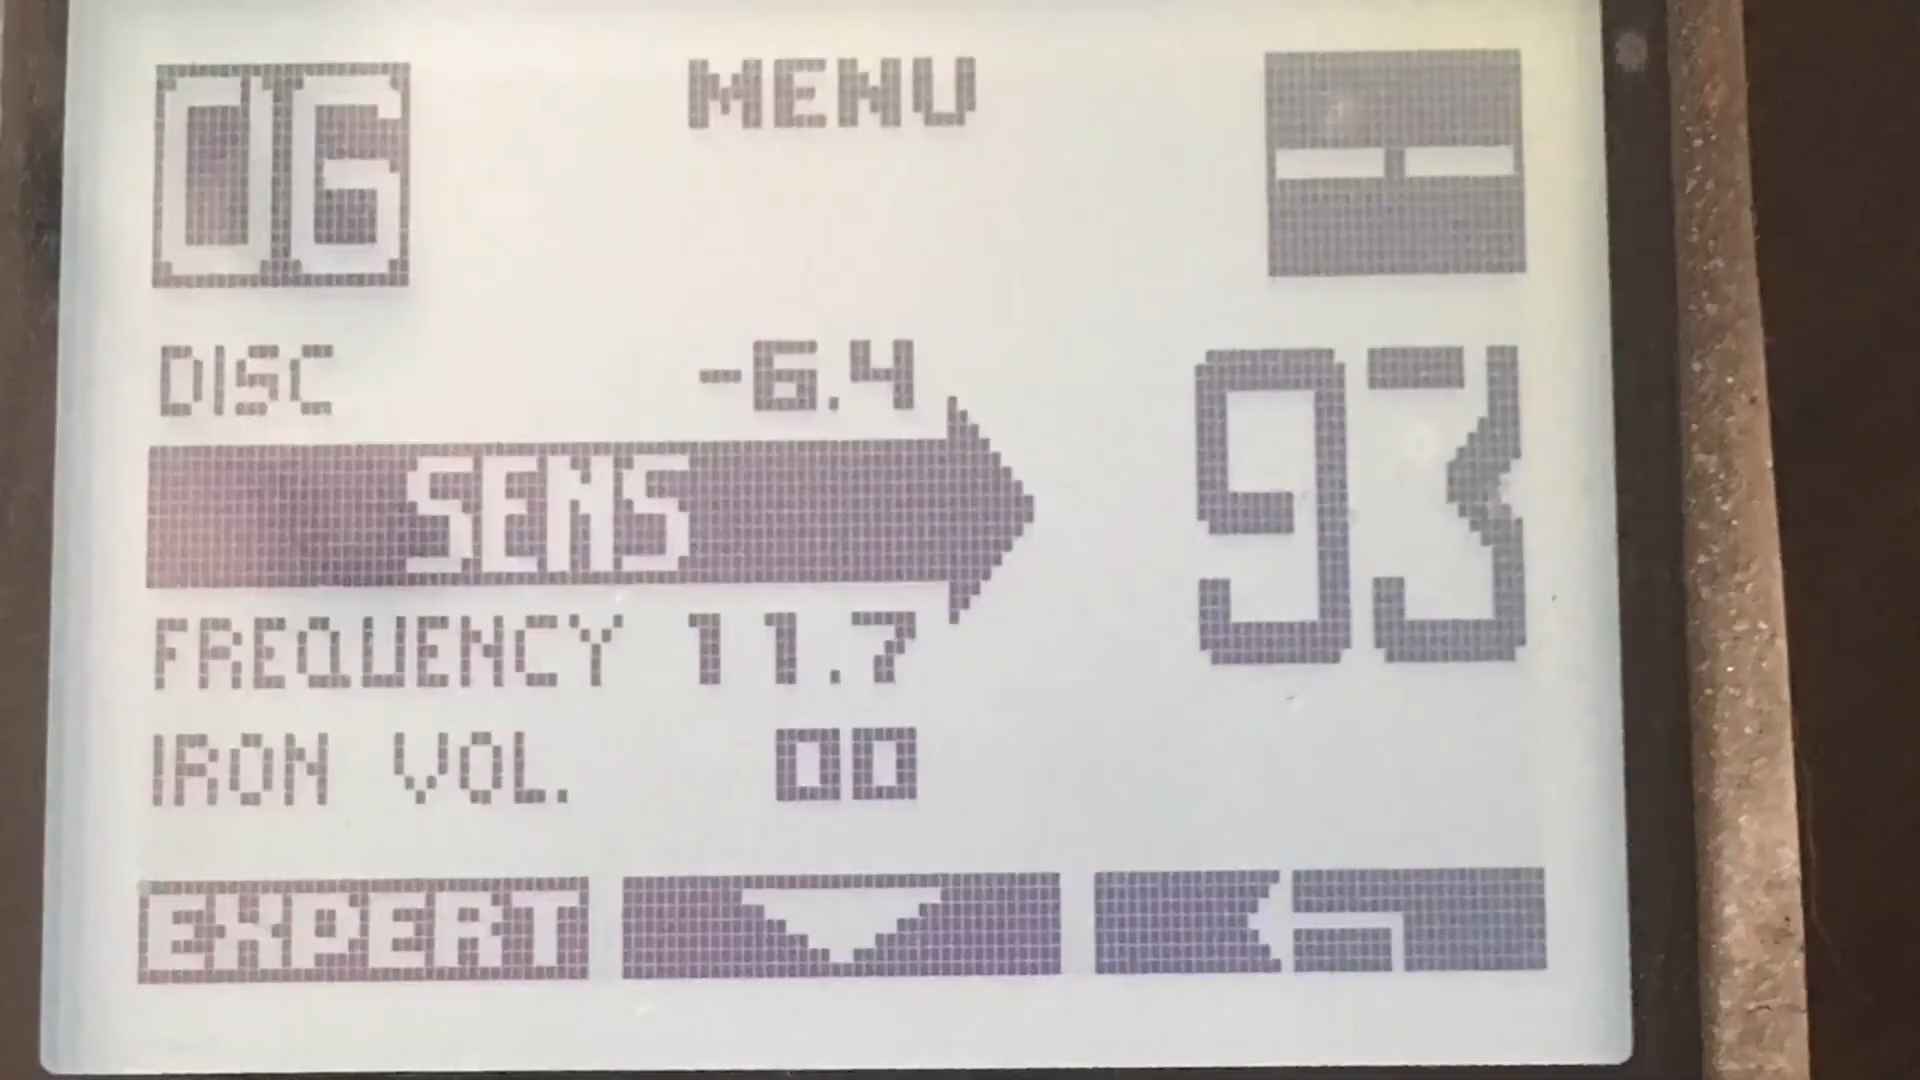 06 MENU --
DISC -6.4
SENS 93
FREQUENCY 11.7
IRON VOL. 00
EXPERT